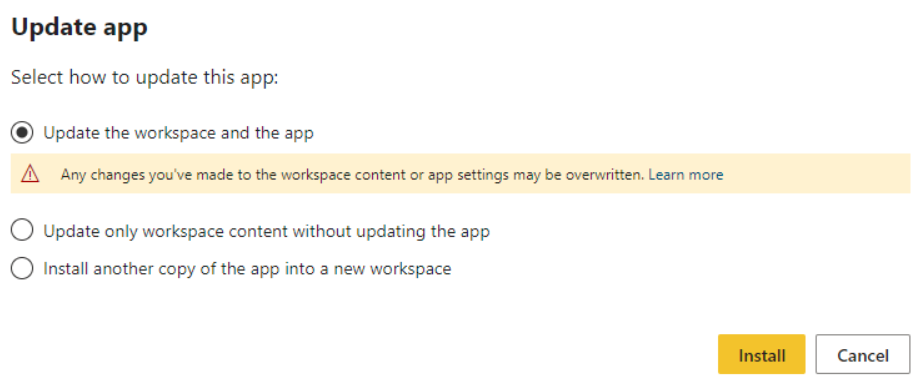 Update app
Select how to update this app:
Update the workspace and the app
Any changes you've made to the workspace content or app settings may be overwritten. Learn more
Update only workspace content without updating the app
Install another copy of the app into a new workspace
Install Cancel